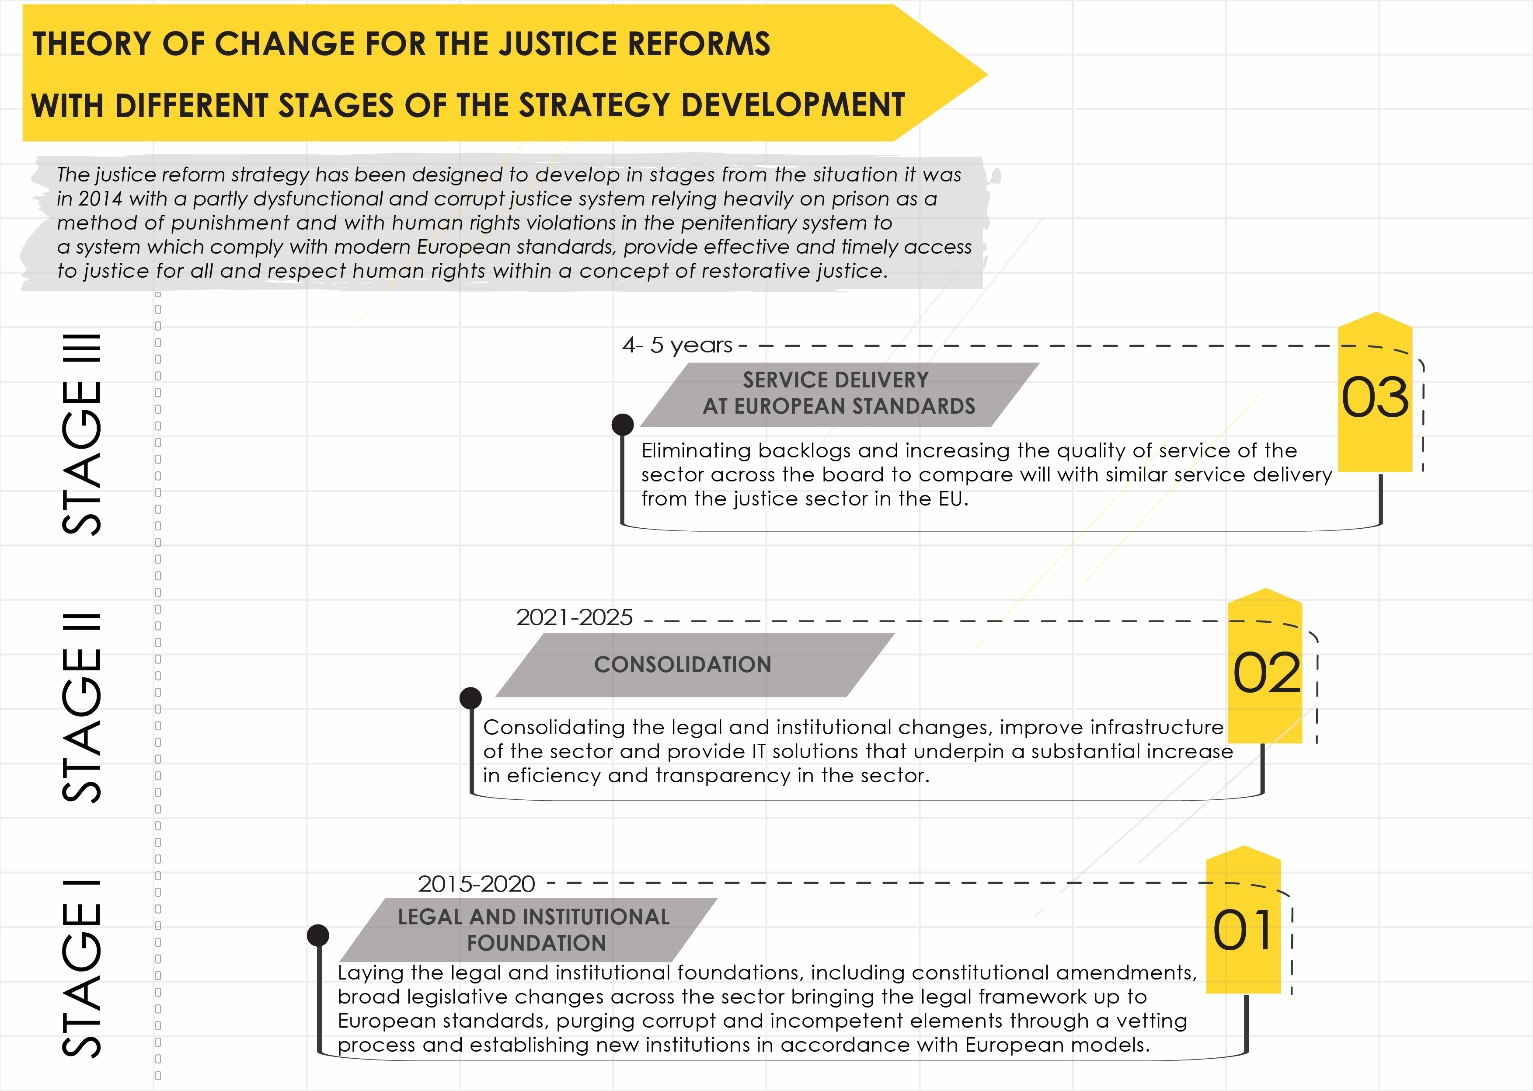 THEORY OF CHANGE FOR THE JUSTICE REFORMS
WITH DIFFERENT STAGES OF THE STRATEGY DEVELOPMENT
The justice reform strategy has been designed to develop in stages from the situation it was
in 2014 with a partly dysfunctional and corrupt justice system relying heavily on prison as a
method of punishment and with human rights violations in the penitentiary system to
a system which comply with modern European standards, provide effective and timely access
to justice for all and respect human rights within a concept of restorative justice.
STAGE III
4- 5 years
SERVICE DELIVERY
AT EUROPEAN STANDARDS
03
Eliminating backlogs and increasing the quality of service of the
sector across the board to compare will with similar service delivery
from the justice sector in the EU.
STAGE II
2021-2025
CONSOLIDATION
02
Consolidating the legal and institutional changes, improve infrastructure
of the sector and provide IT solutions that underpin a substantial increase
in eficiency and transparency in the sector.
STAGE I
2015-2020
LEGAL AND INSTITUTIONAL
FOUNDATION
01
Laying the legal and institutional foundations, including constitutional amendments,
broad legislative changes across the sector bringing the legal framework up to
European standards, purging corrupt and incompetent elements through a vetting
process and establishing new institutions in accordance with European models.